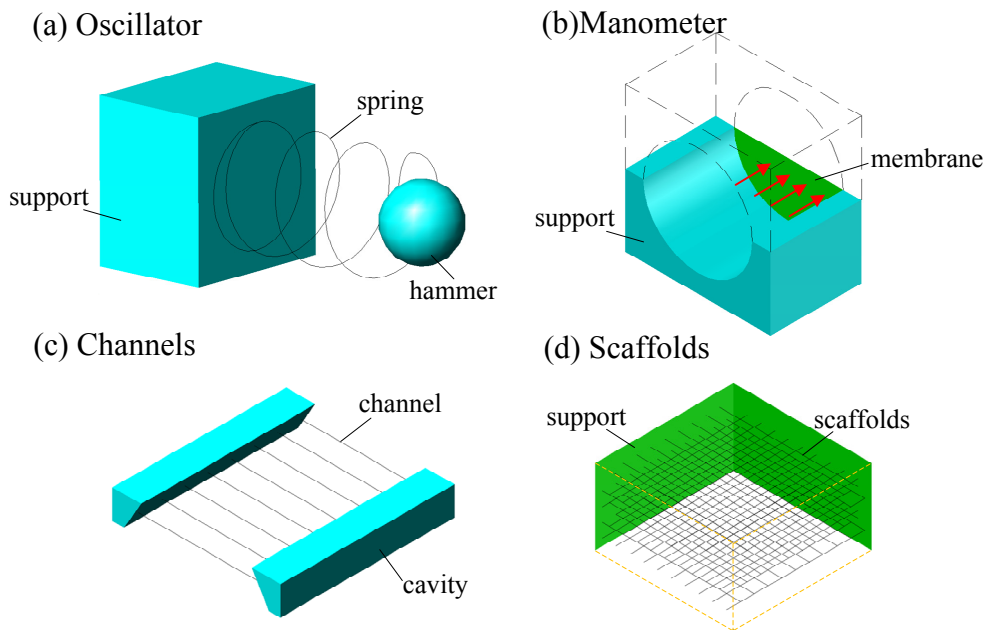 (a) Oscillator
spring
support
hammer
(b)Manometer
membrane
support
(c) Channels
channel
cavity
(d) Scaffolds
support
scaffolds